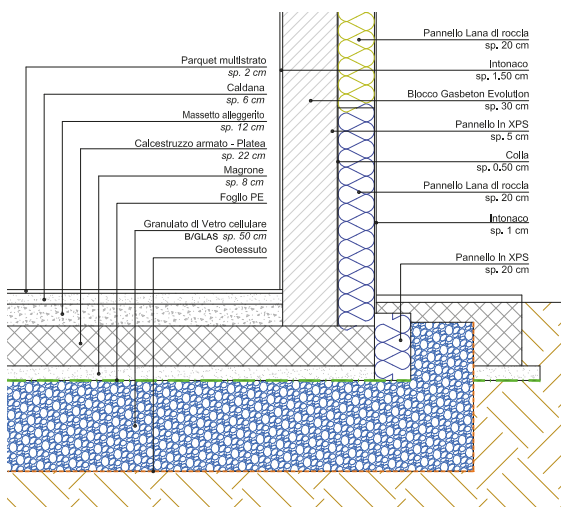 Parquet multistrato
sp. 2 cm
Caldana
sp. 6 cm
Massetto alleggerito
sp. 12 cm
Calcestruzzo armato - Platea
sp. 22 cm
Magrone
sp. 8 cm
Foglio PE
Granulato di Vetro cellulare
B/GLAS sp. 50 cm
Geotessuto
Pannello Lana di roccia
sp. 20 cm
Intonaco
sp. 1,50 cm
Blocco Gasbeton Evolution
sp. 30 cm
Pannello in XPS
sp. 5 cm
Colla
sp. 0.50 cm
Pannello Lana di roccia
sp. 20 cm
Intonaco
sp. 1 cm
Pannello in XPS
sp. 20 cm